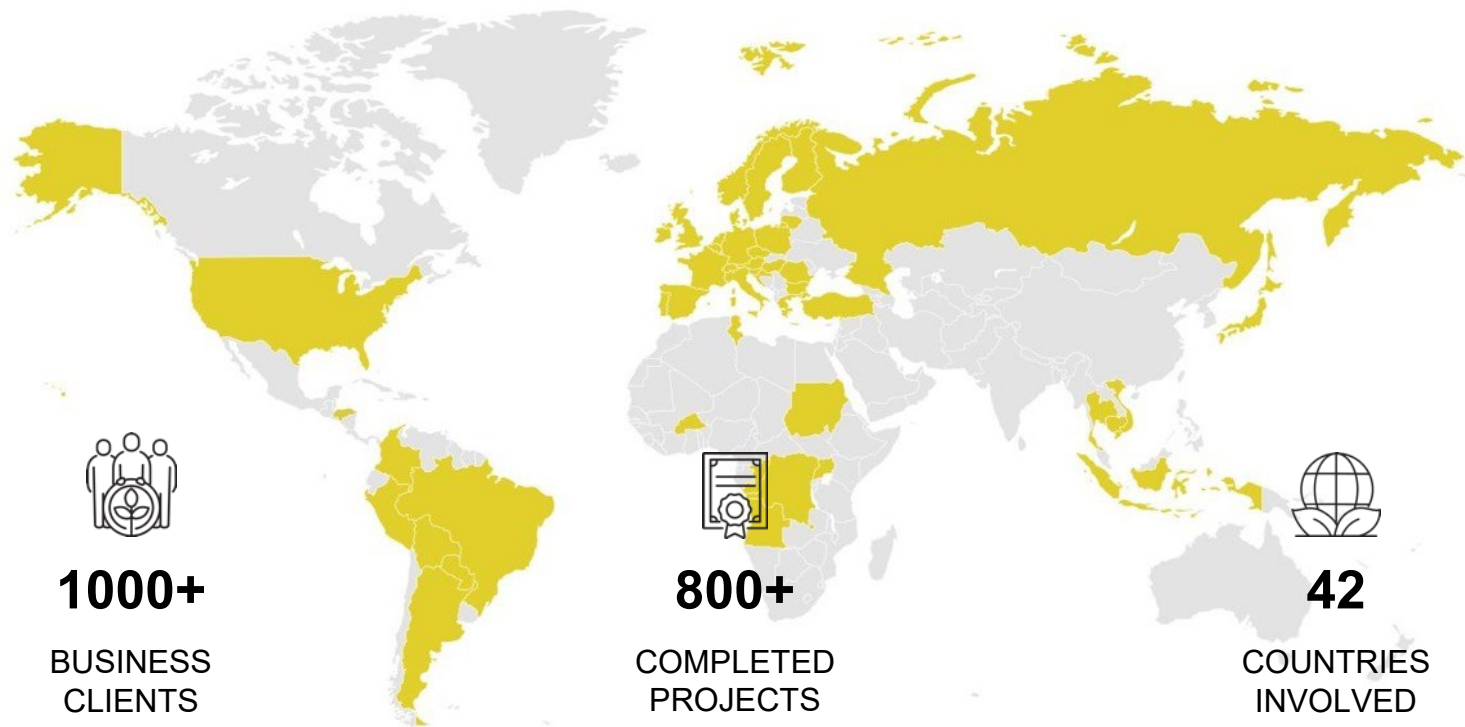 1000+
BUSINESS
CLIENTS
800+
COMPLETED
PROJECTS
42
COUNTRIES
INVOLVED